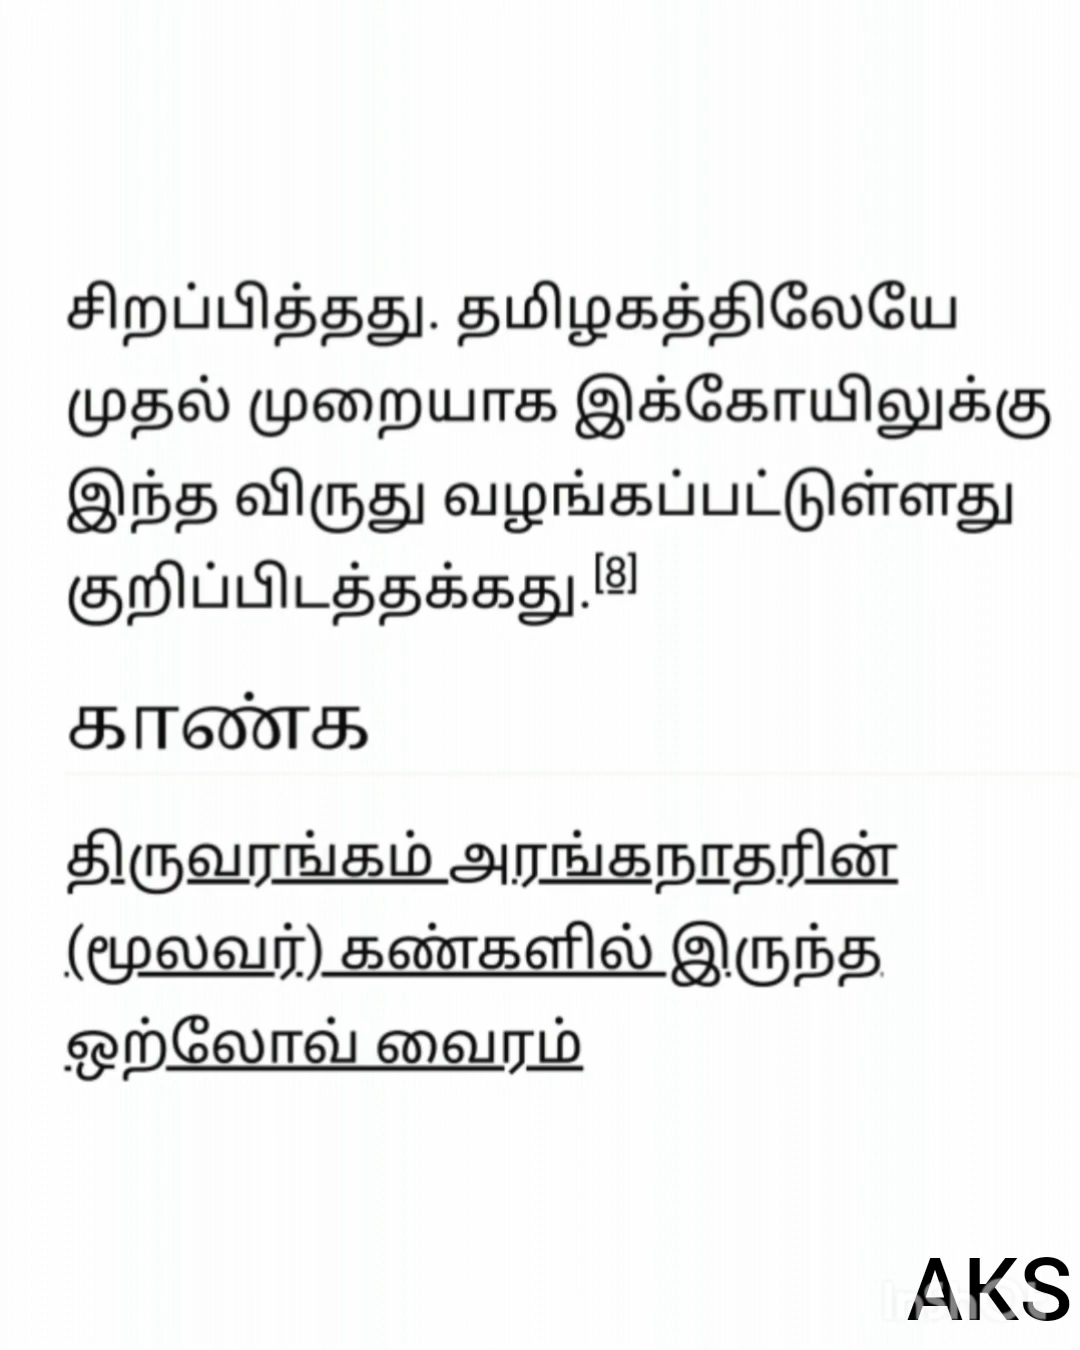 சிறப்பித்தது. தமிழகத்திலேயே
முதல் முறையாக இக்கோயிலுக்கு
இந்த விருது வழங்கப்பட்டுள்ளது
குறிப்பிடத்தக்கது.[8]
காண்க
திருவரங்கம் அரங்கநாதரின்
(மூலவர்) கண்களில் இருந்த
ஒற்லோவ் வைரம்
AKS